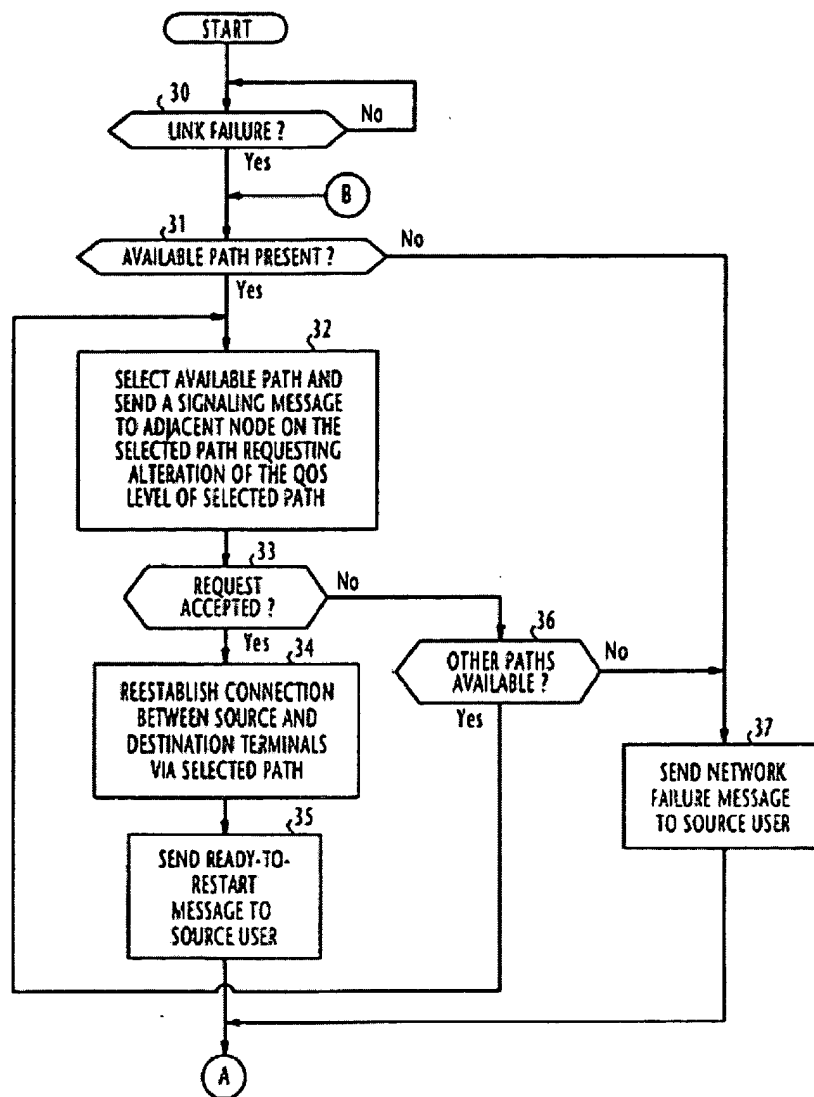 START
30
LINK FAILURE ?
No
Yes
B
31
AVAILABLE PATH PRESENT ?
No
Yes
32
SELECT AVAILABLE PATH AND
SEND A SIGNALING MESSAGE
TO ADJACENT NODE ON THE
SELECTED PATH REQUESTING
ALTERATION OF THE QOS
LEVEL OF SELECTED PATH
33
REQUEST
ACCEPTED ?
No
Yes
34
REESTABLISH CONNECTION
BETWEEN SOURCE AND
DESTINATION TERMINALS
VIA SELECTED PATH
36
OTHER PATHS
AVAILABLE ?
No
Yes
35
SEND READY-TO-
RESTART
MESSAGE TO
SOURCE USER
37
SEND NETWORK
FAILURE MESSAGE
TO SOURCE USER
A